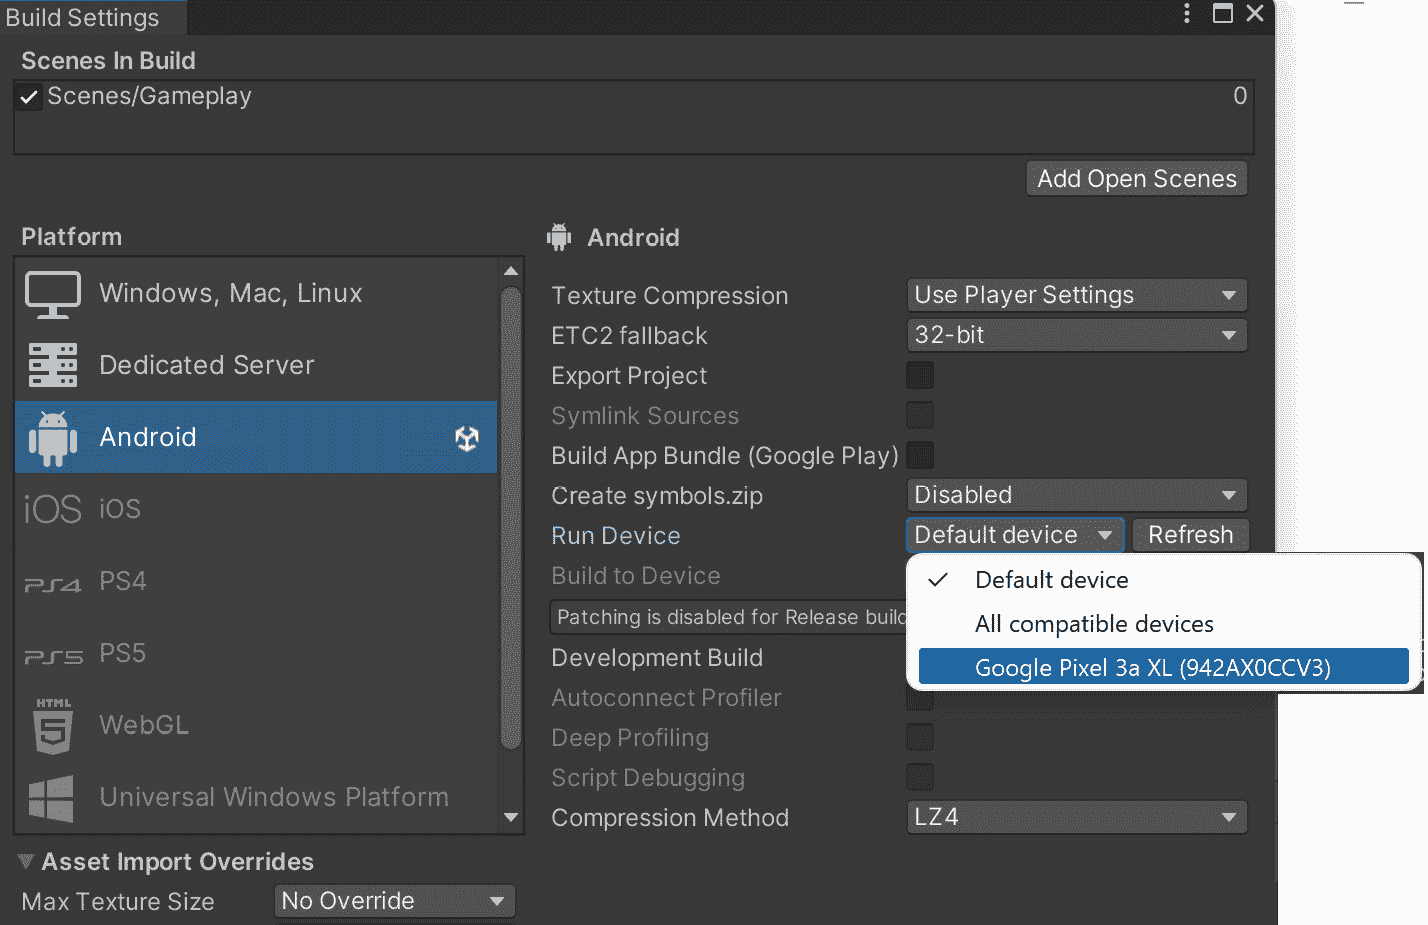 Build Settings
Scenes In Build
Scenes/Gameplay 0
Add Open Scenes
Platform
Windows, Mac, Linux
Dedicated Server
Android
iOS iOS
PS4 PS4
PS5 PS5
HTML 5 WebGL
Universal Windows Platform
Android
Texture Compression Use Player Settings
ETC2 fallback 32-bit
Export Project
Symlink Sources
Build App Bundle (Google Play)
Create symbols.zip Disabled
Run Device Default device Refresh
Default device
All compatible devices
Google Pixel 3a XL (942AX0CCV3)
Build to Device
Patching is disabled for Release build
Development Build
Autoconnect Profiler
Deep Profiling
Script Debugging
Compression Method LZ4
Asset Import Overrides
Max Texture Size No Override